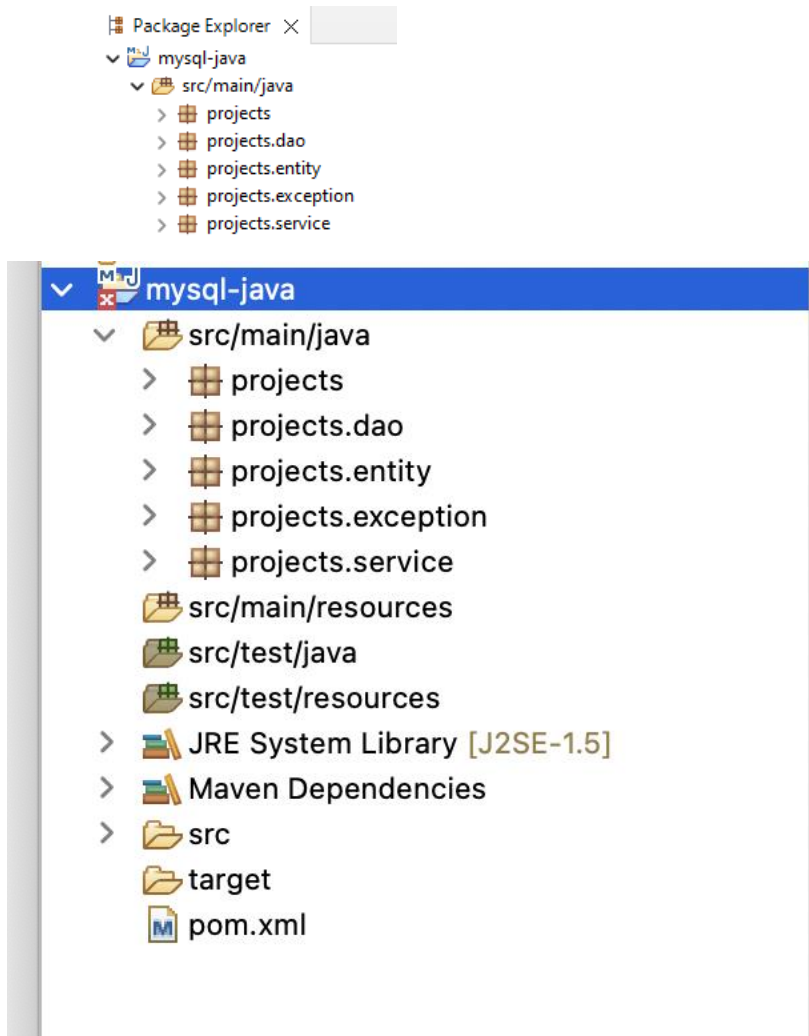 Package Explorer
mysql-java
src/main/java
projects
projects.dao
projects.entity
projects.exception
projects.service
mysql-java
src/main/java
projects
projects.dao
projects.entity
projects.exception
projects.service
src/main/resources
src/test/java
src/test/resources
JRE System Library [J2SE-1.5]
Maven Dependencies
src
target
pom.xml